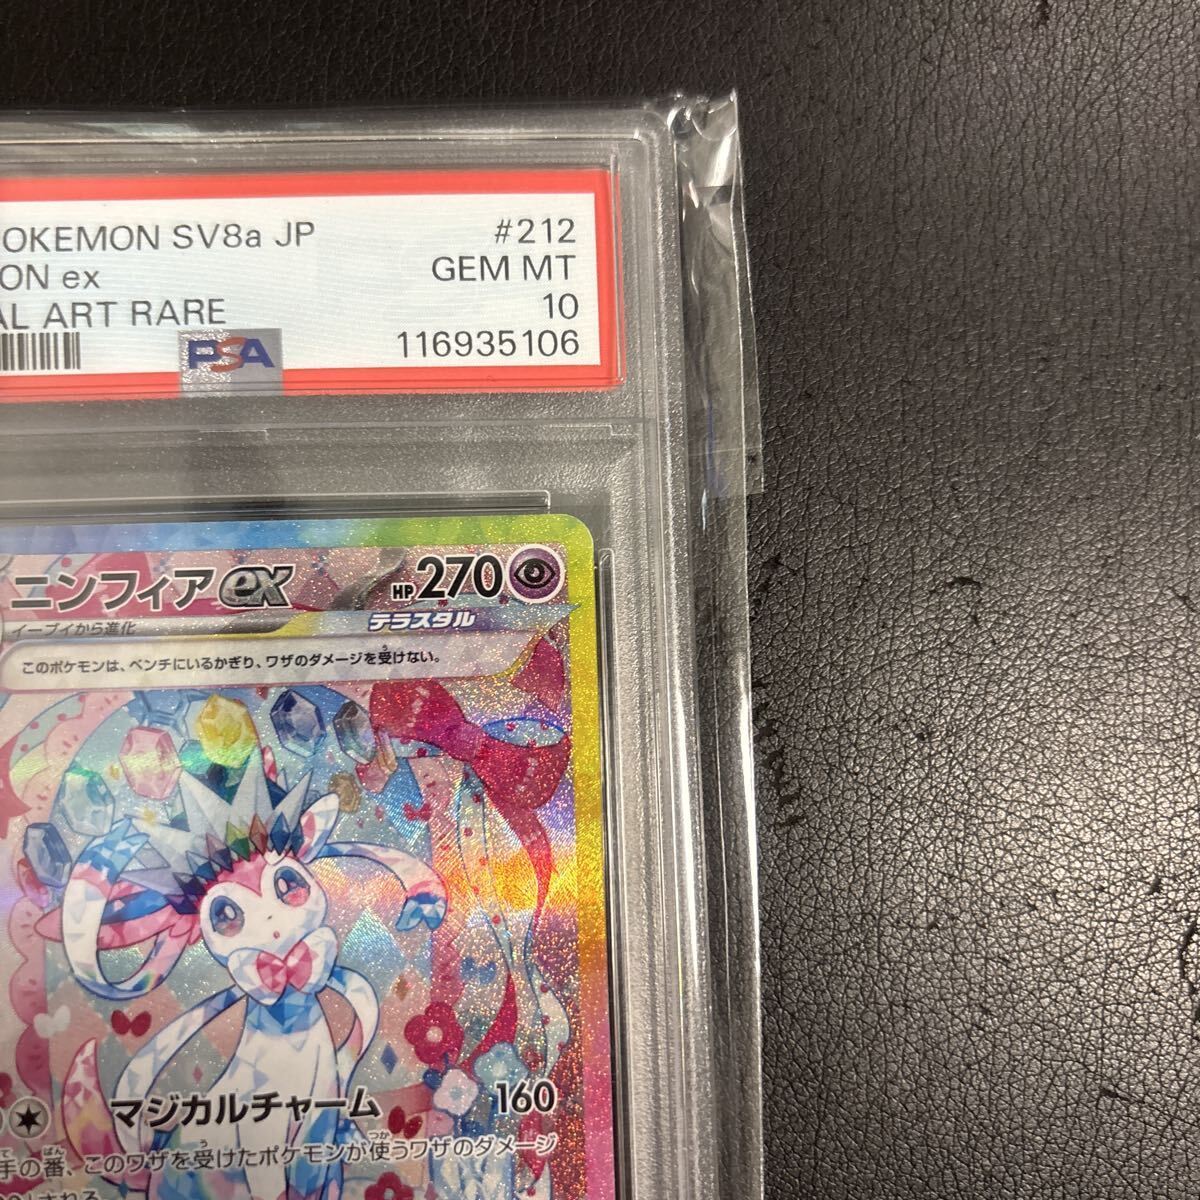 OKEMON SV8a JP #212
ON ex GEM MT
AL ART RARE 10
PSA 116935106
ニンフィアex HP270
イーブイから進化 テラスタル
このポケモンは、ベンチにいるかぎり、ワザのダメージを受けない。
マジカルチャーム 160
手の番、このワザを受けたポケモンが使うワザのダメージ
される